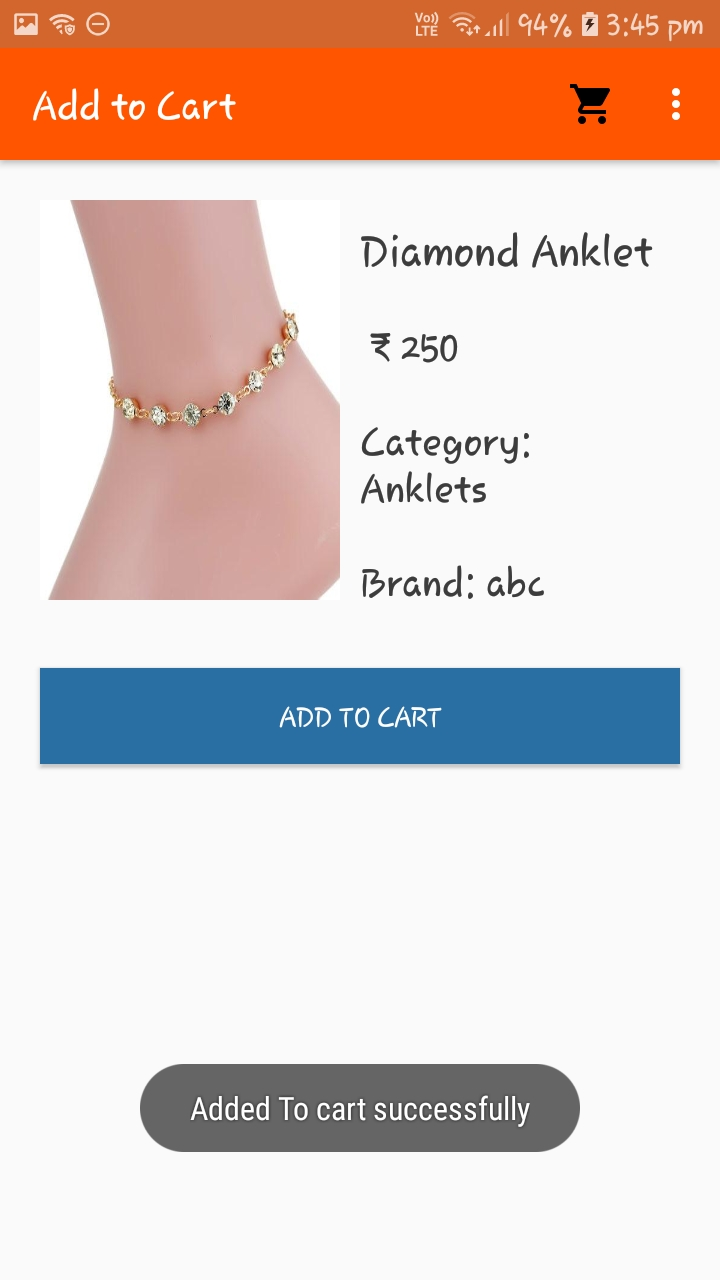 Vo)) LTE 94% 3:45 pm
Add to Cart
Diamond Anklet
₹ 250
Category:
Anklets
Brand: abc
ADD TO CART
Added To cart successfully